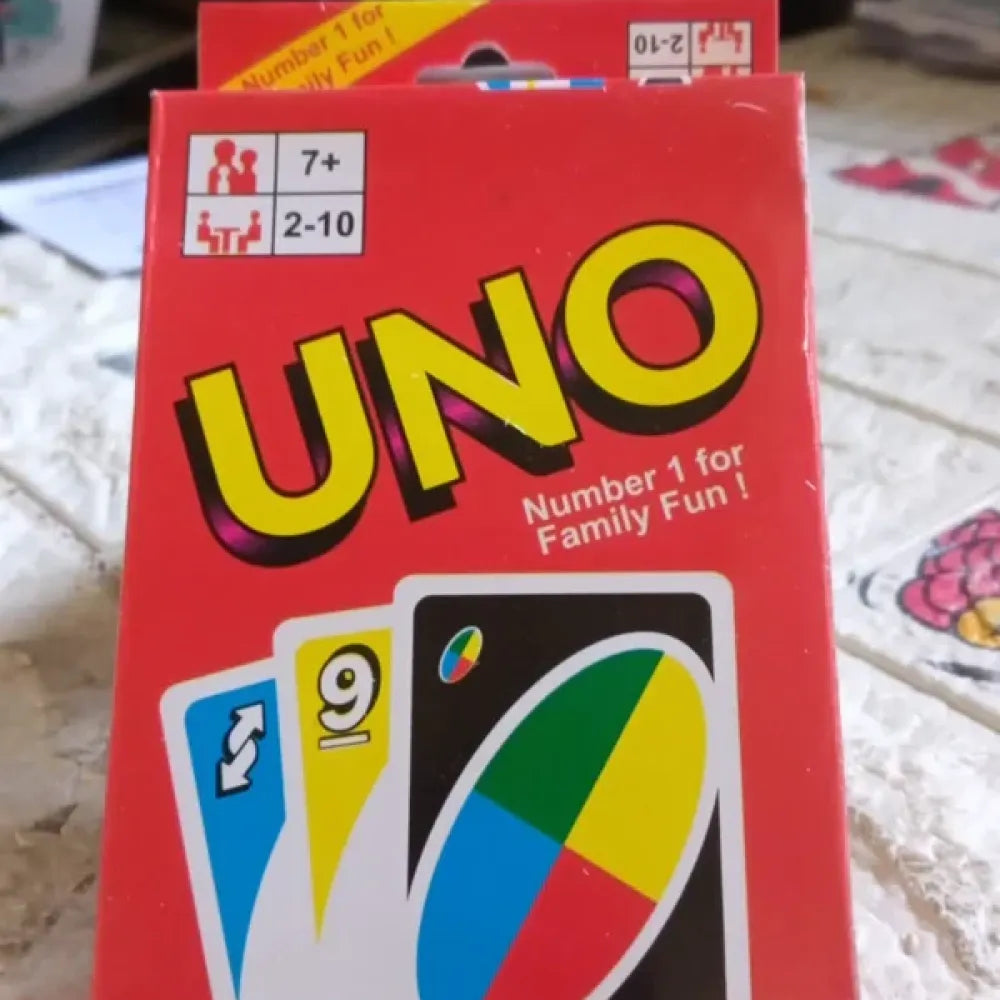 Number 1 for
Family Fun !
2-10
7+
2-10
UNO
Number 1 for
Family Fun !
9